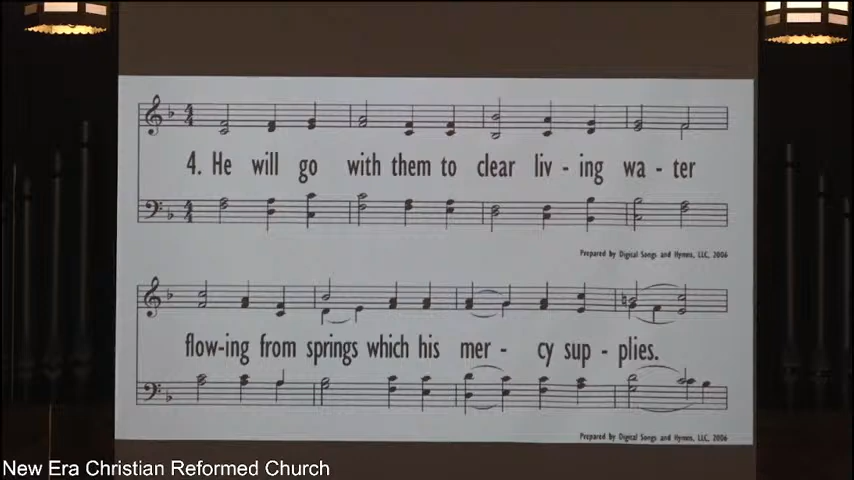 4. He will go with them to clear liv - ing wa - ter
Prepared by Digital Songs and Hymns, LLC, 2006
flow-ing from springs which his mer - cy sup - plies.
Prepared by Digital Songs and Hymns, LLC, 2006
New Era Christian Reformed Church